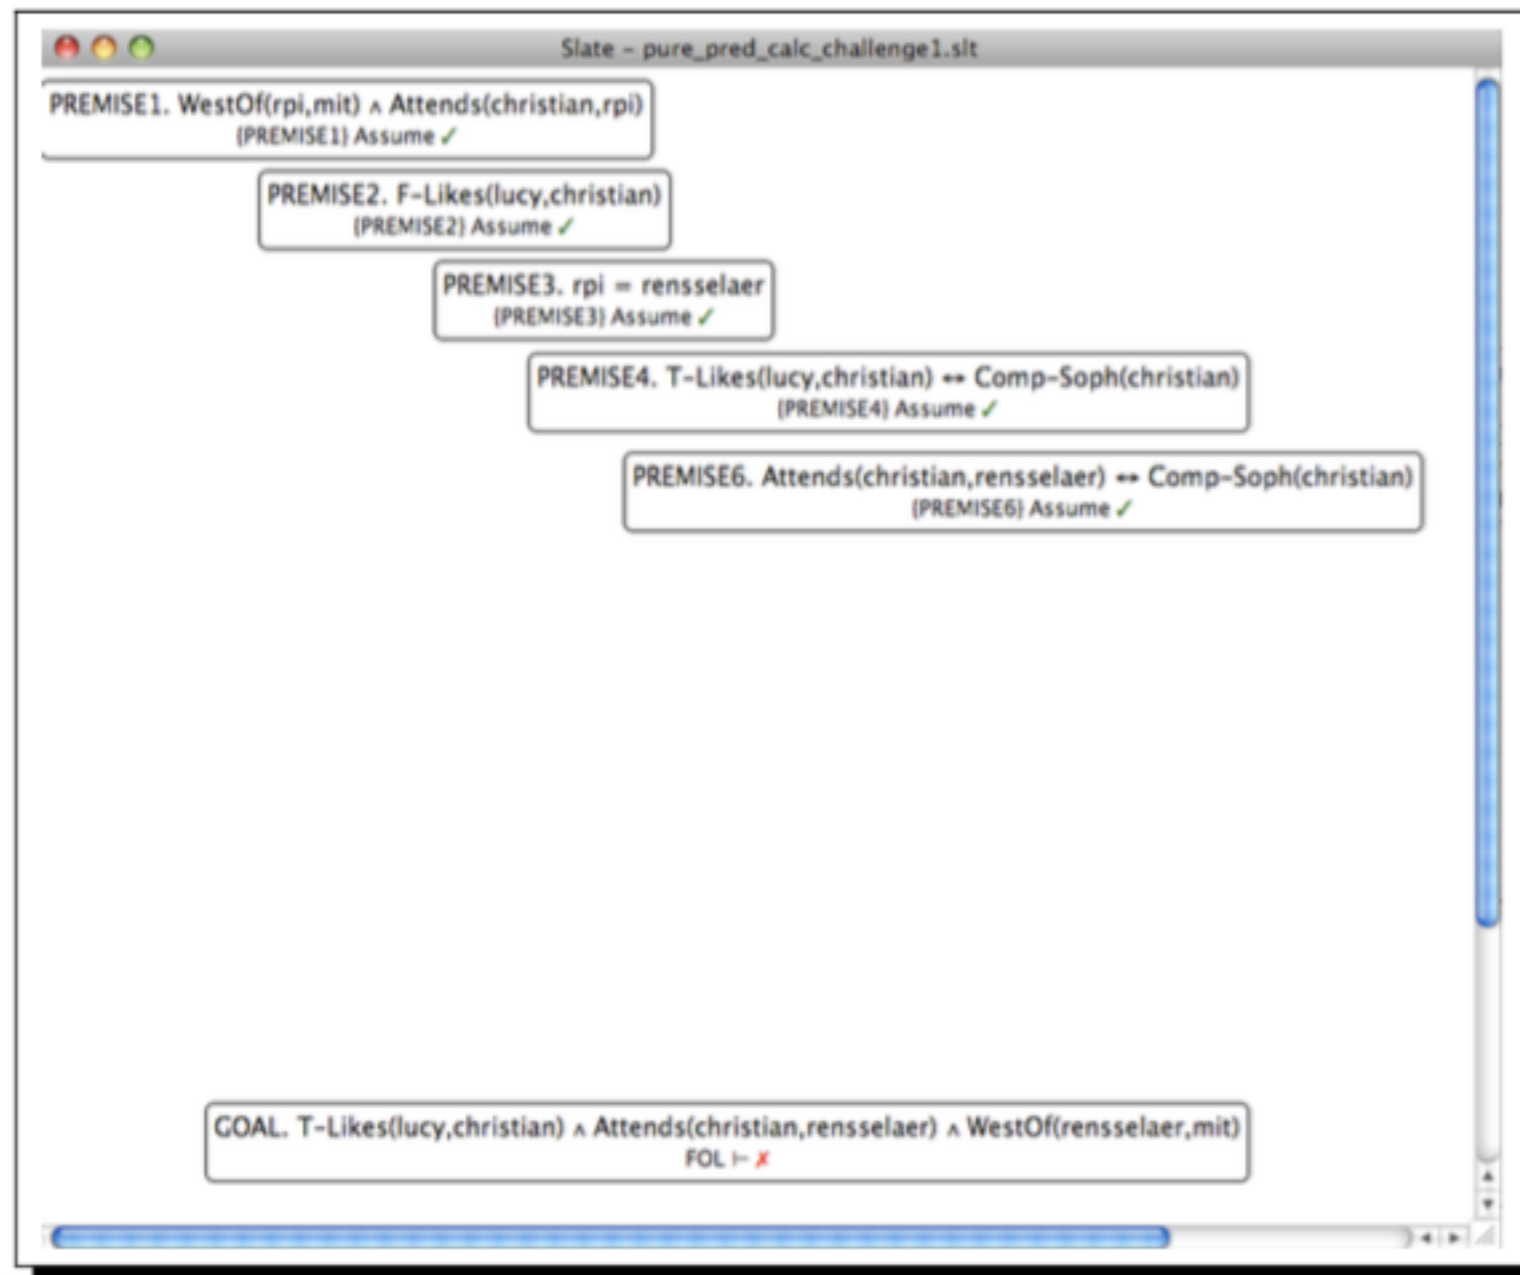 Slate - pure_pred_calc_challenge1.slt
PREMISE1. WestOf(rpi,mit) ∧ Attends(christian,rpi)
{PREMISE1} Assume ✓
PREMISE2. F-Likes(lucy,christian)
{PREMISE2} Assume ✓
PREMISE3. rpi = rensselaer
{PREMISE3} Assume ✓
PREMISE4. T-Likes(lucy,christian) ↔ Comp-Soph(christian)
{PREMISE4} Assume ✓
PREMISE6. Attends(christian,rensselaer) ↔ Comp-Soph(christian)
{PREMISE6} Assume ✓
GOAL. T-Likes(lucy,christian) ∧ Attends(christian,rensselaer) ∧ WestOf(rensselaer,mit)
FOL ⊢ ✗